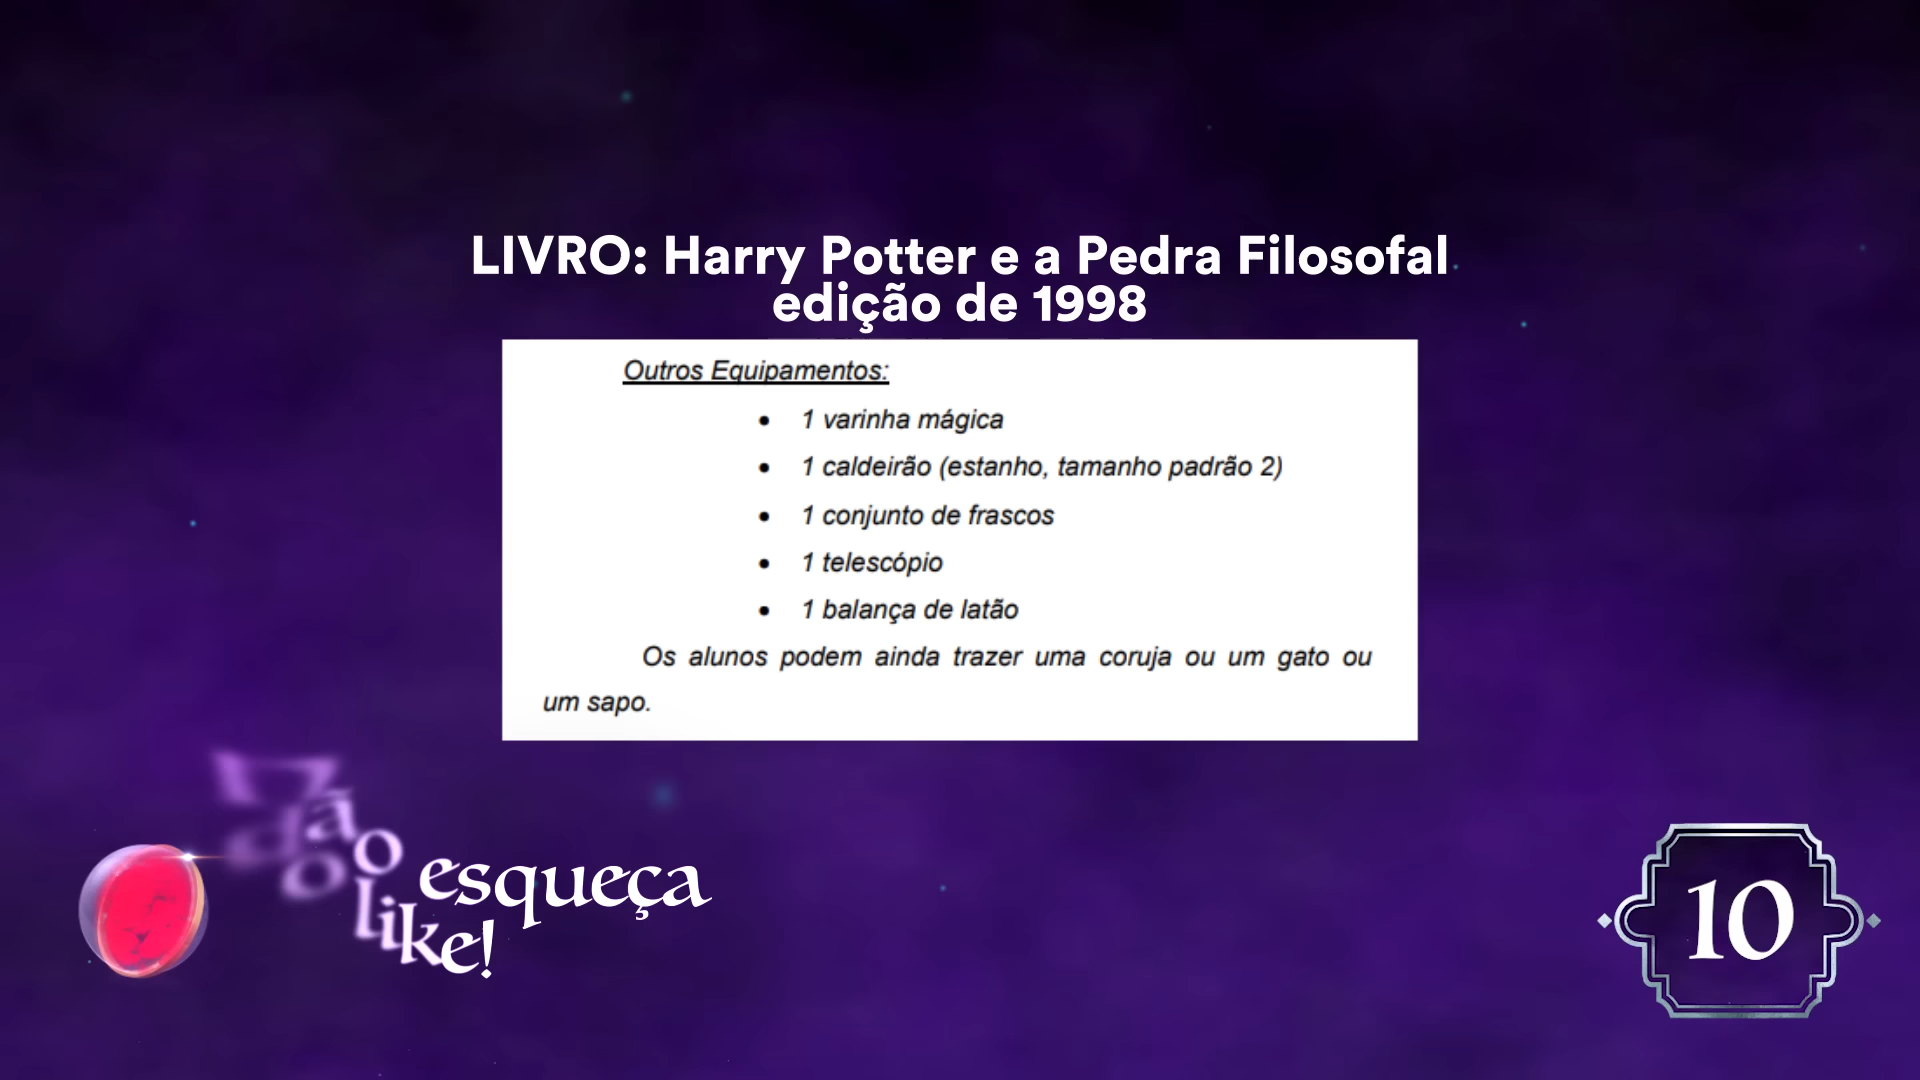 LIVRO: Harry Potter e a Pedra Filosofal
edição de 1998
Outros Equipamentos:
• 1 varinha mágica
• 1 caldeirão (estanho, tamanho padrão 2)
• 1 conjunto de frascos
• 1 telescópio
• 1 balança de latão
Os alunos podem ainda trazer uma coruja ou um gato ou
um sapo.
Não esqueça
do like!
10